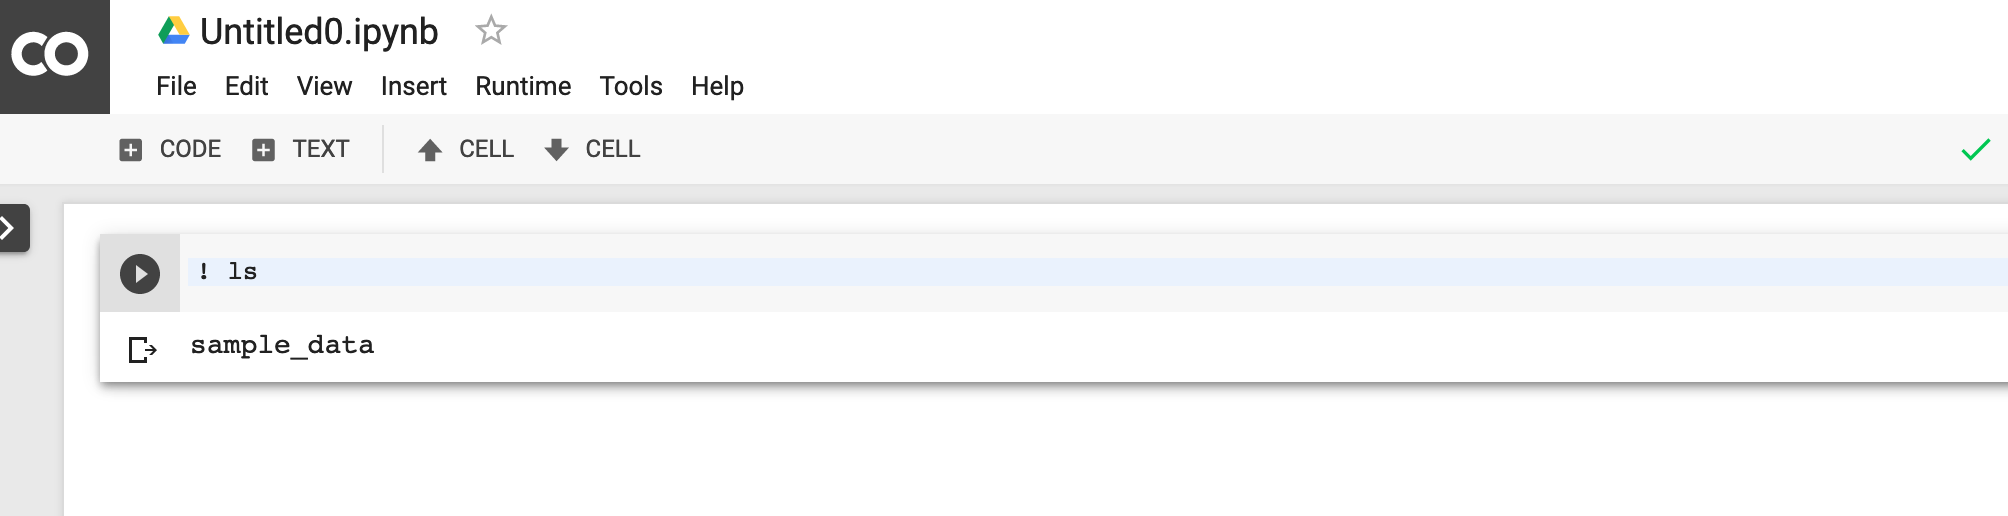 CO
Untitled0.ipynb
File Edit View Insert Runtime Tools Help
CODE TEXT CELL CELL
! ls
sample_data